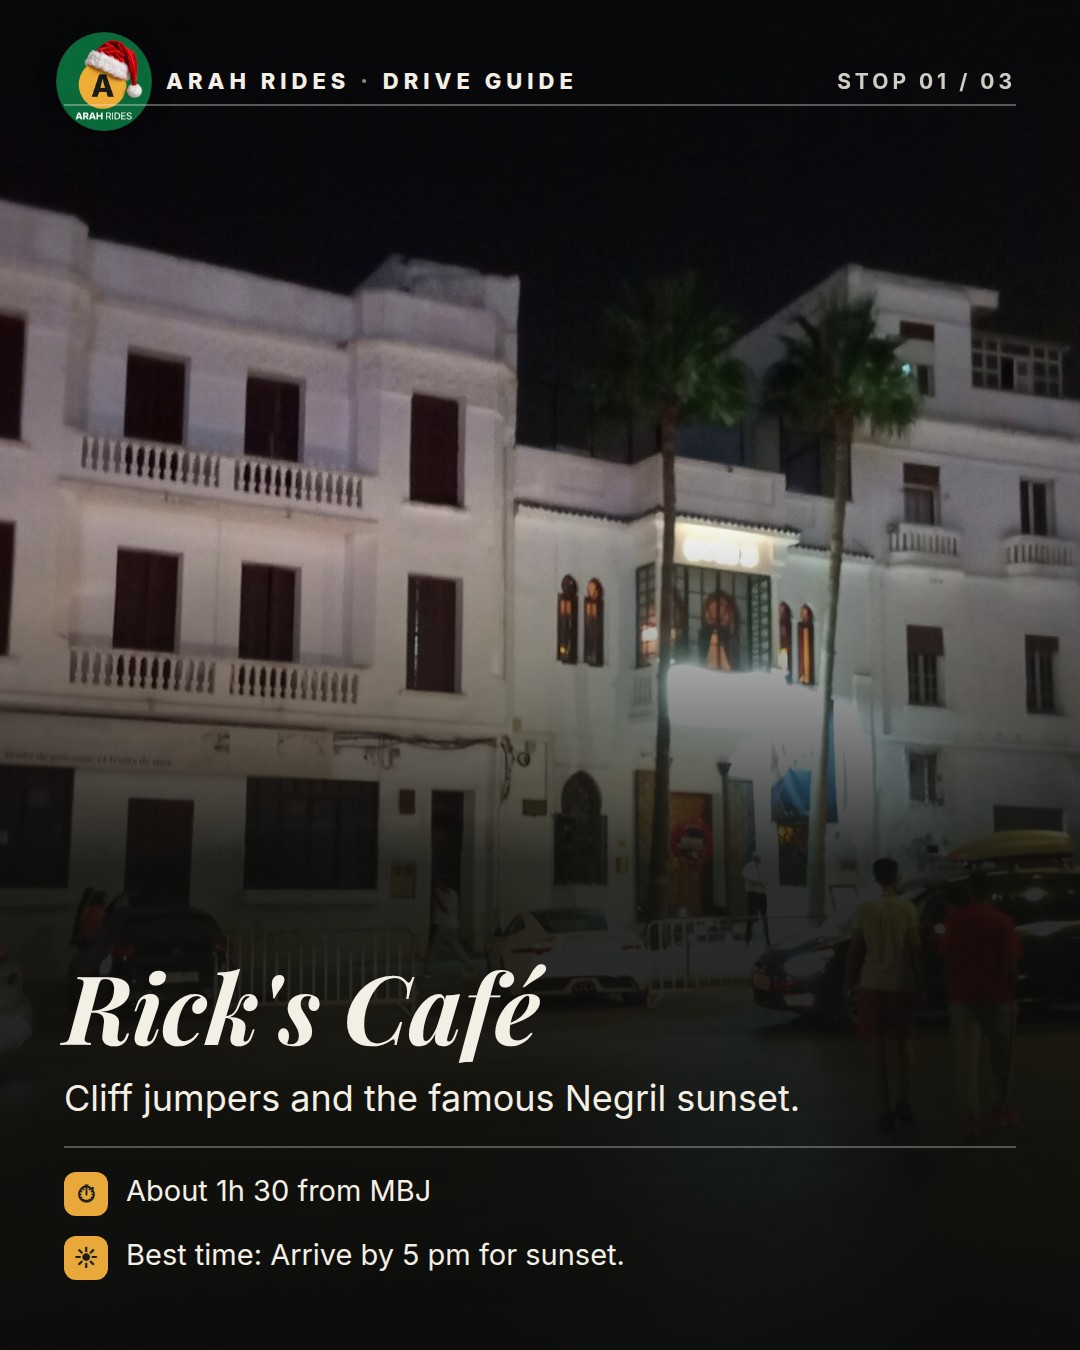 A
ARAH RIDES
ARAH RIDES · DRIVE GUIDE
STOP 01 / 03
Rick's Café
Cliff jumpers and the famous Negril sunset.
About 1h 30 from MBJ
Best time: Arrive by 5 pm for sunset.